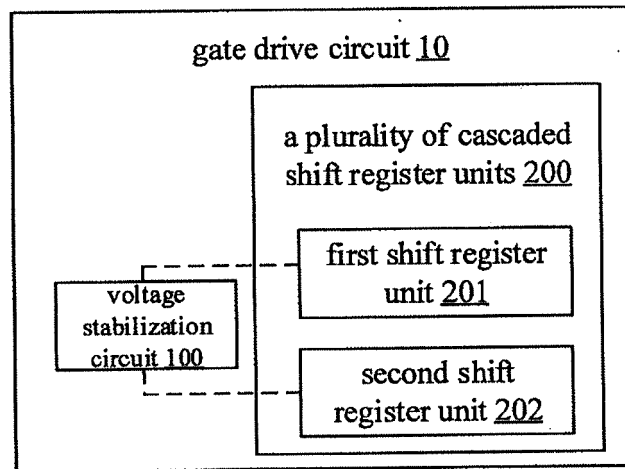 gate drive circuit 10
a plurality of cascaded
shift register units 200
first shift register
unit 201
voltage
stabilization
circuit 100
second shift
register unit 202